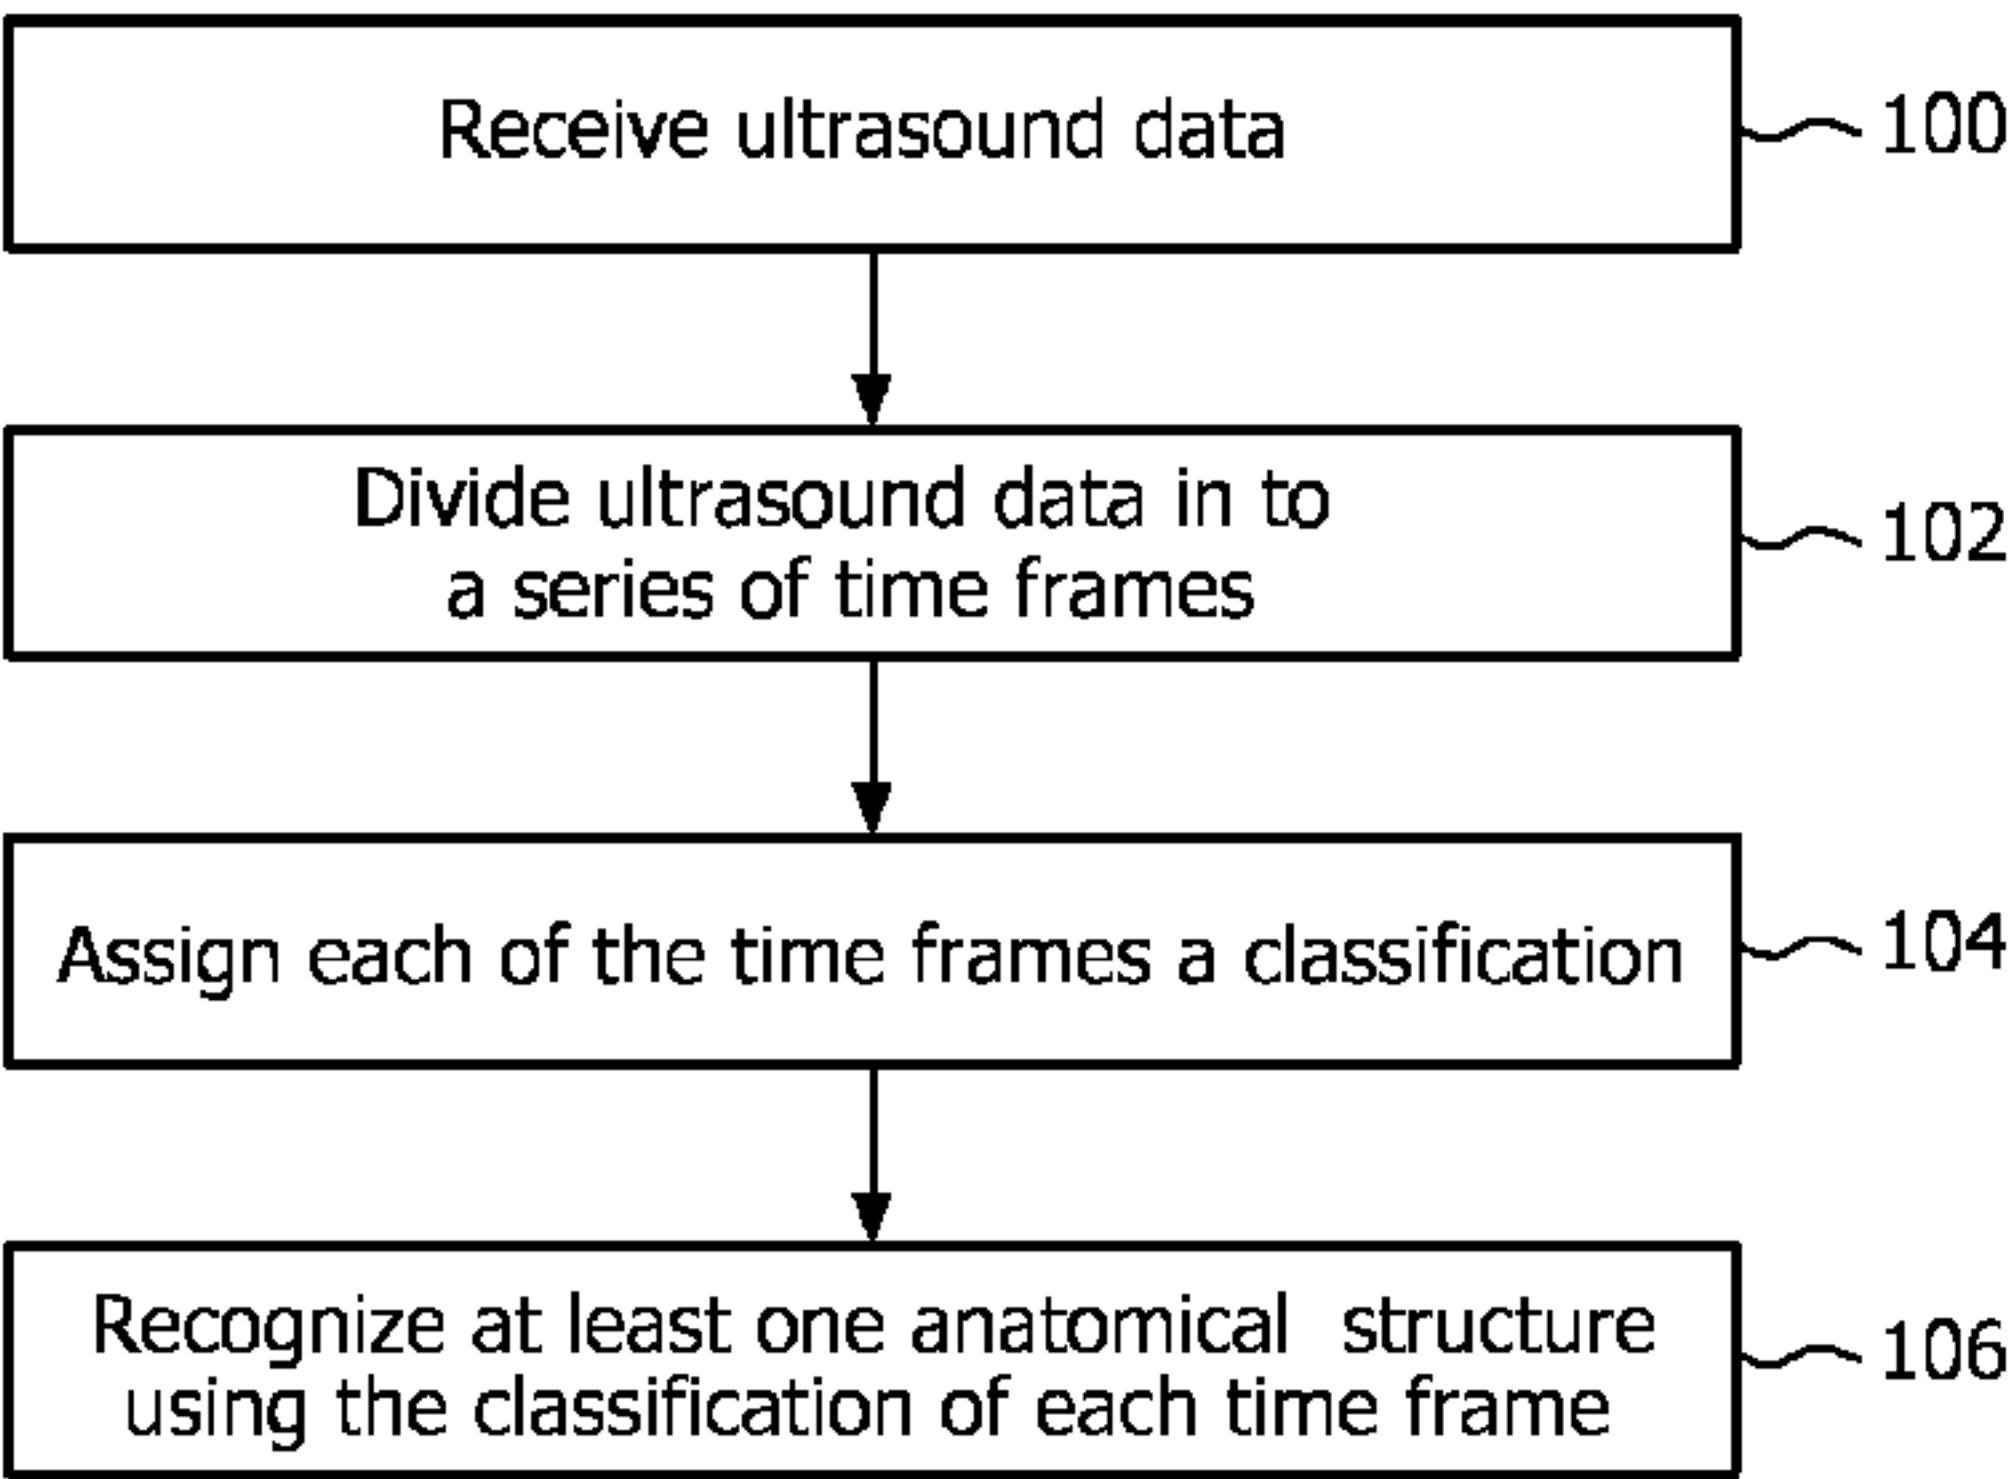 Receive ultrasound data
100
Divide ultrasound data in to
a series of time frames
102
Assign each of the time frames a classification
104
Recognize at least one anatomical structure
using the classification of each time frame
106